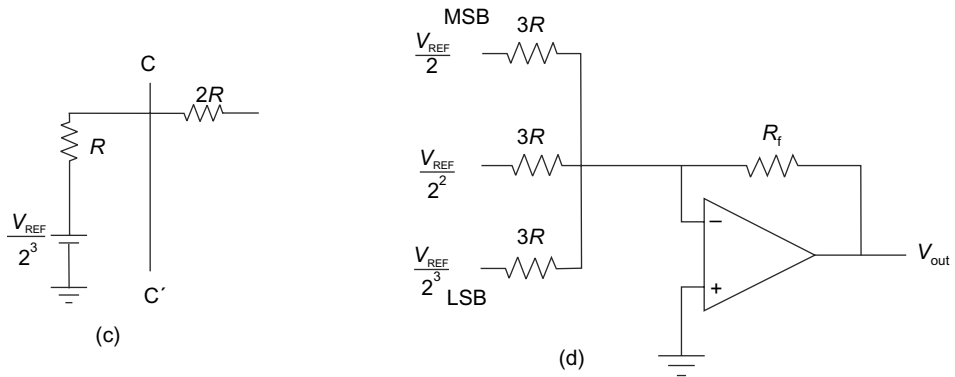 C
2R
R
V_REF/2^3
C´
(c)
MSB
V_REF/2
3R
V_REF/2^2
3R
V_REF/2^3
3R
LSB
R_f
−
+
V_out
(d)